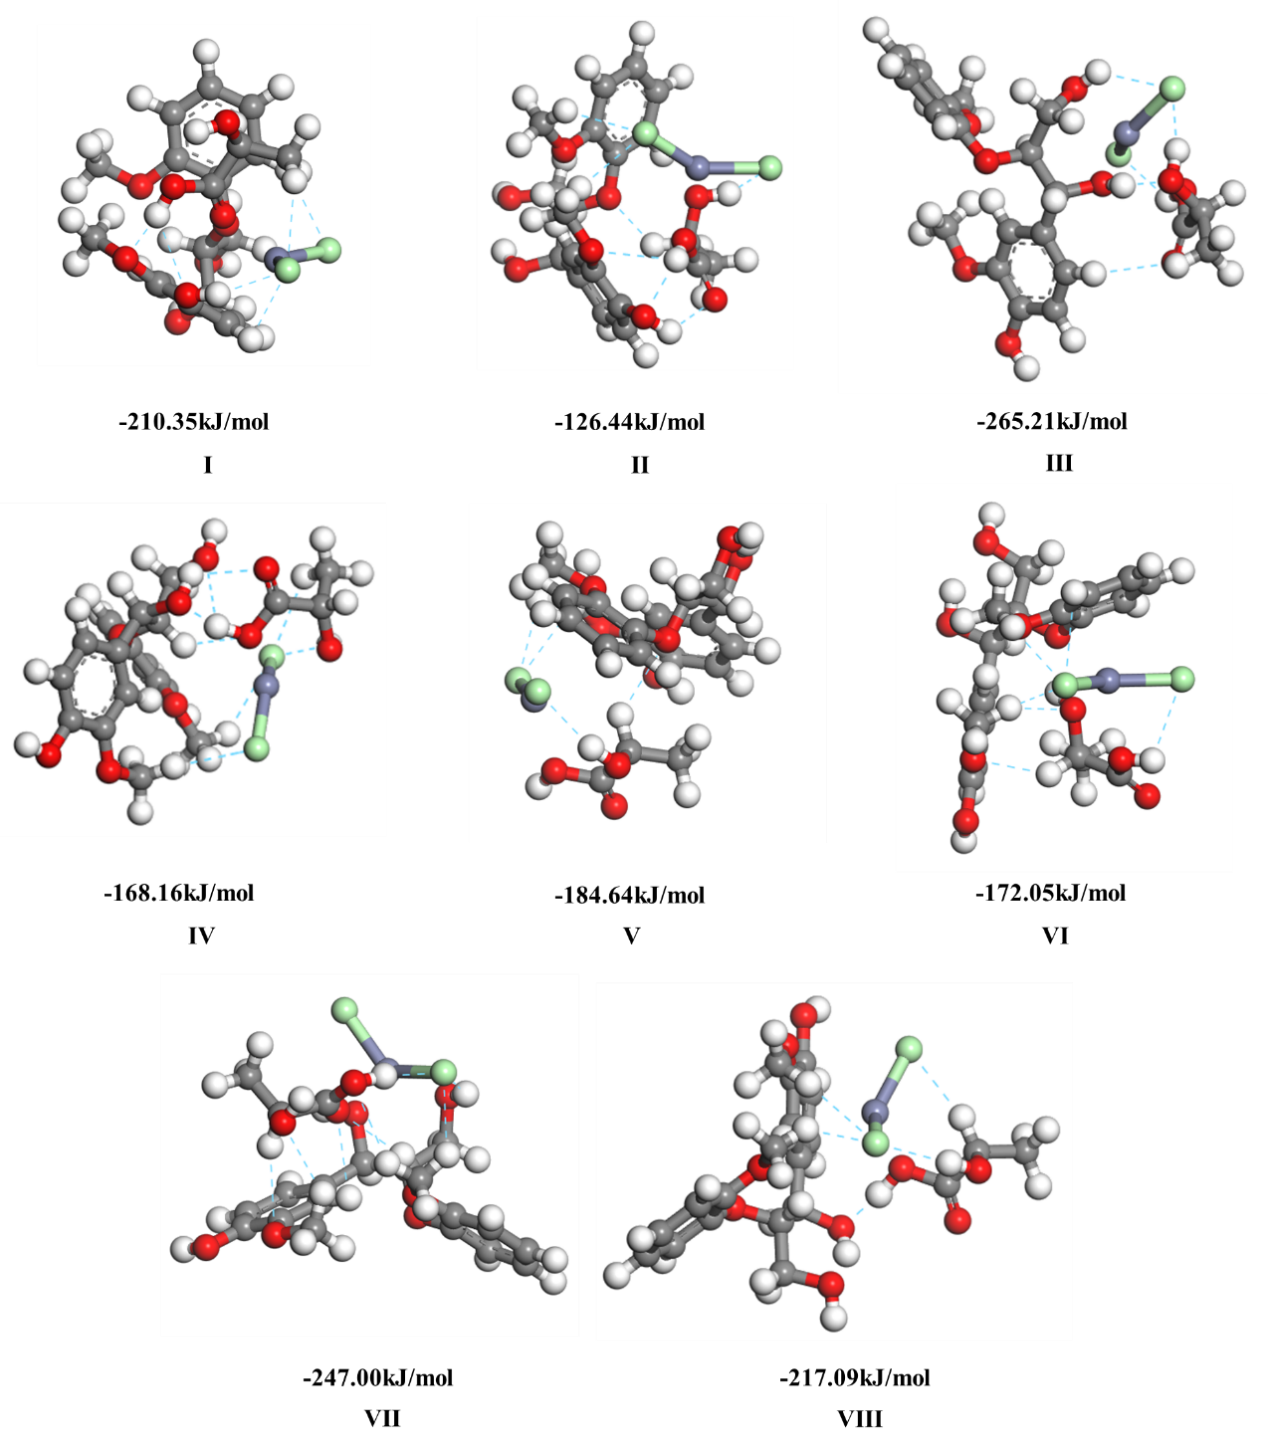 -210.35kJ/mol
I
-126.44kJ/mol
II
-265.21kJ/mol
III
-168.16kJ/mol
IV
-184.64kJ/mol
V
-172.05kJ/mol
VI
-247.00kJ/mol
VII
-217.09kJ/mol
VIII